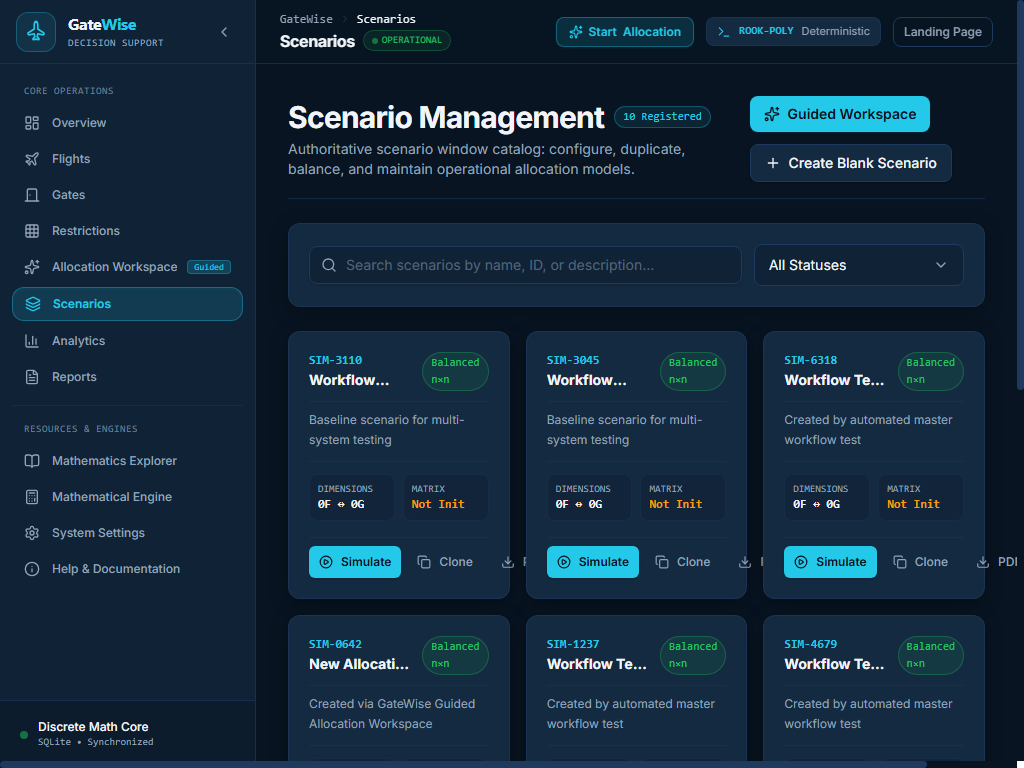 GateWise
DECISION SUPPORT
CORE OPERATIONS
Overview
Flights
Gates
Restrictions
Allocation Workspace Guided
Scenarios
Analytics
Reports
RESOURCES & ENGINES
Mathematics Explorer
Mathematical Engine
System Settings
Help & Documentation
Discrete Math Core
SQLite • Synchronized
GateWise > Scenarios
Scenarios OPERATIONAL
Start Allocation
ROOK-POLY Deterministic
Landing Page
Scenario Management 10 Registered
Authoritative scenario window catalog: configure, duplicate,
balance, and maintain operational allocation models.
Guided Workspace
+ Create Blank Scenario
Search scenarios by name, ID, or description...
All Statuses
SIM-3110
Workflow...
Balanced
n×n
Baseline scenario for multi-
system testing
DIMENSIONS
0F ↔ 0G
MATRIX
Not Init
Simulate
Clone
SIM-3045
Workflow...
Balanced
n×n
Baseline scenario for multi-
system testing
DIMENSIONS
0F ↔ 0G
MATRIX
Not Init
Simulate
Clone
SIM-6318
Workflow Te...
Balanced
n×n
Created by automated master
workflow test
DIMENSIONS
0F ↔ 0G
MATRIX
Not Init
Simulate
Clone
SIM-0642
New Allocati...
Balanced
n×n
Created via GateWise Guided
Allocation Workspace
SIM-1237
Workflow Te...
Balanced
n×n
Created by automated master
workflow test
SIM-4679
Workflow Te...
Balanced
n×n
Created by automated master
workflow test